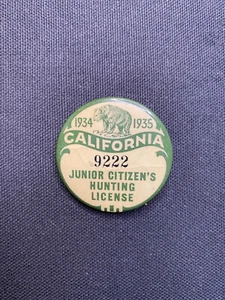 1934 1935
CALIFORNIA
9222
JUNIOR CITIZEN'S
HUNTING
LICENSE